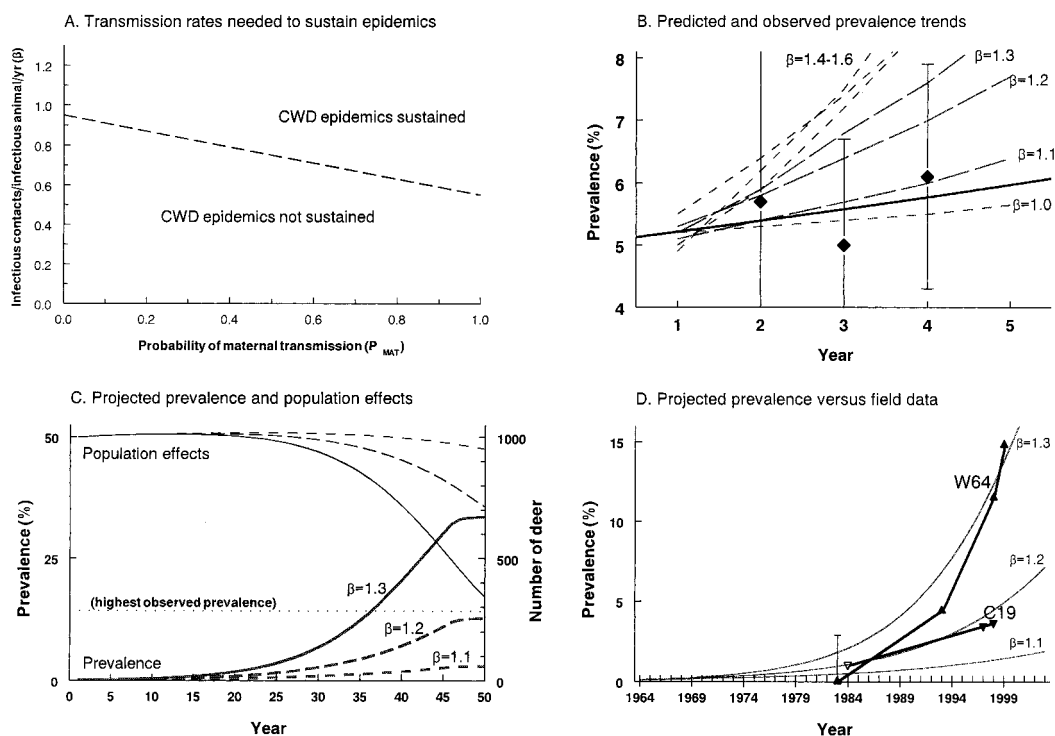 A. Transmission rates needed to sustain epidemics
Infectious contacts/infectious animal/yr (β)
1.2
1.0
0.8
0.6
0.4
0.2
0.0
CWD epidemics sustained
CWD epidemics not sustained
0.0 0.2 0.4 0.6 0.8 1.0
Probability of maternal transmission (P MAT)
B. Predicted and observed prevalence trends
Prevalence (%)
8
7
6
5
4
β=1.4-1.6
β=1.3
β=1.2
β=1.1
β=1.0
1 2 3 4 5
Year
C. Projected prevalence and population effects
Prevalence (%)
50
25
0
Population effects
(highest observed prevalence)
Prevalence
β=1.3
β=1.2
β=1.1
1000
500
0
Number of deer
0 5 10 15 20 25 30 35 40 45 50
Year
D. Projected prevalence versus field data
Prevalence (%)
15
10
5
0
W64
C19
β=1.3
β=1.2
β=1.1
1964 1969 1974 1979 1984 1989 1994 1999
Year